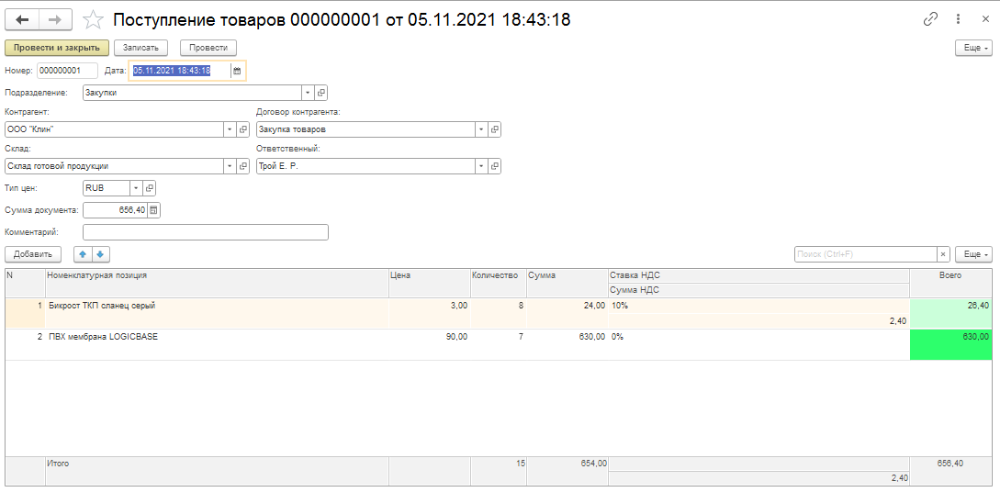 Поступление товаров 000000001 от 05.11.2021 18:43:18
Провести и закрыть Записать Провести Еще
Номер: 000000001 Дата: 05.11.2021 18:43:18
Подразделение: Закупки
Контрагент: Договор контрагента:
ООО "Клин" Закупка товаров
Склад: Ответственный:
Склад готовой продукции Трой Е. Р.
Тип цен: RUB
Сумма документа: 656,40
Комментарий:
Добавить Поиск (Ctrl+F) × Еще
N Номенклатурная позиция Цена Количество Сумма Ставка НДС Всего
Сумма НДС
1 Бикрост ТКП сланец серый 3,00 8 24,00 10% 26,40
2,40
2 ПВХ мембрана LOGICBASE 90,00 7 630,00 0% 630,00
Итого 15 654,00 656,40
2,40